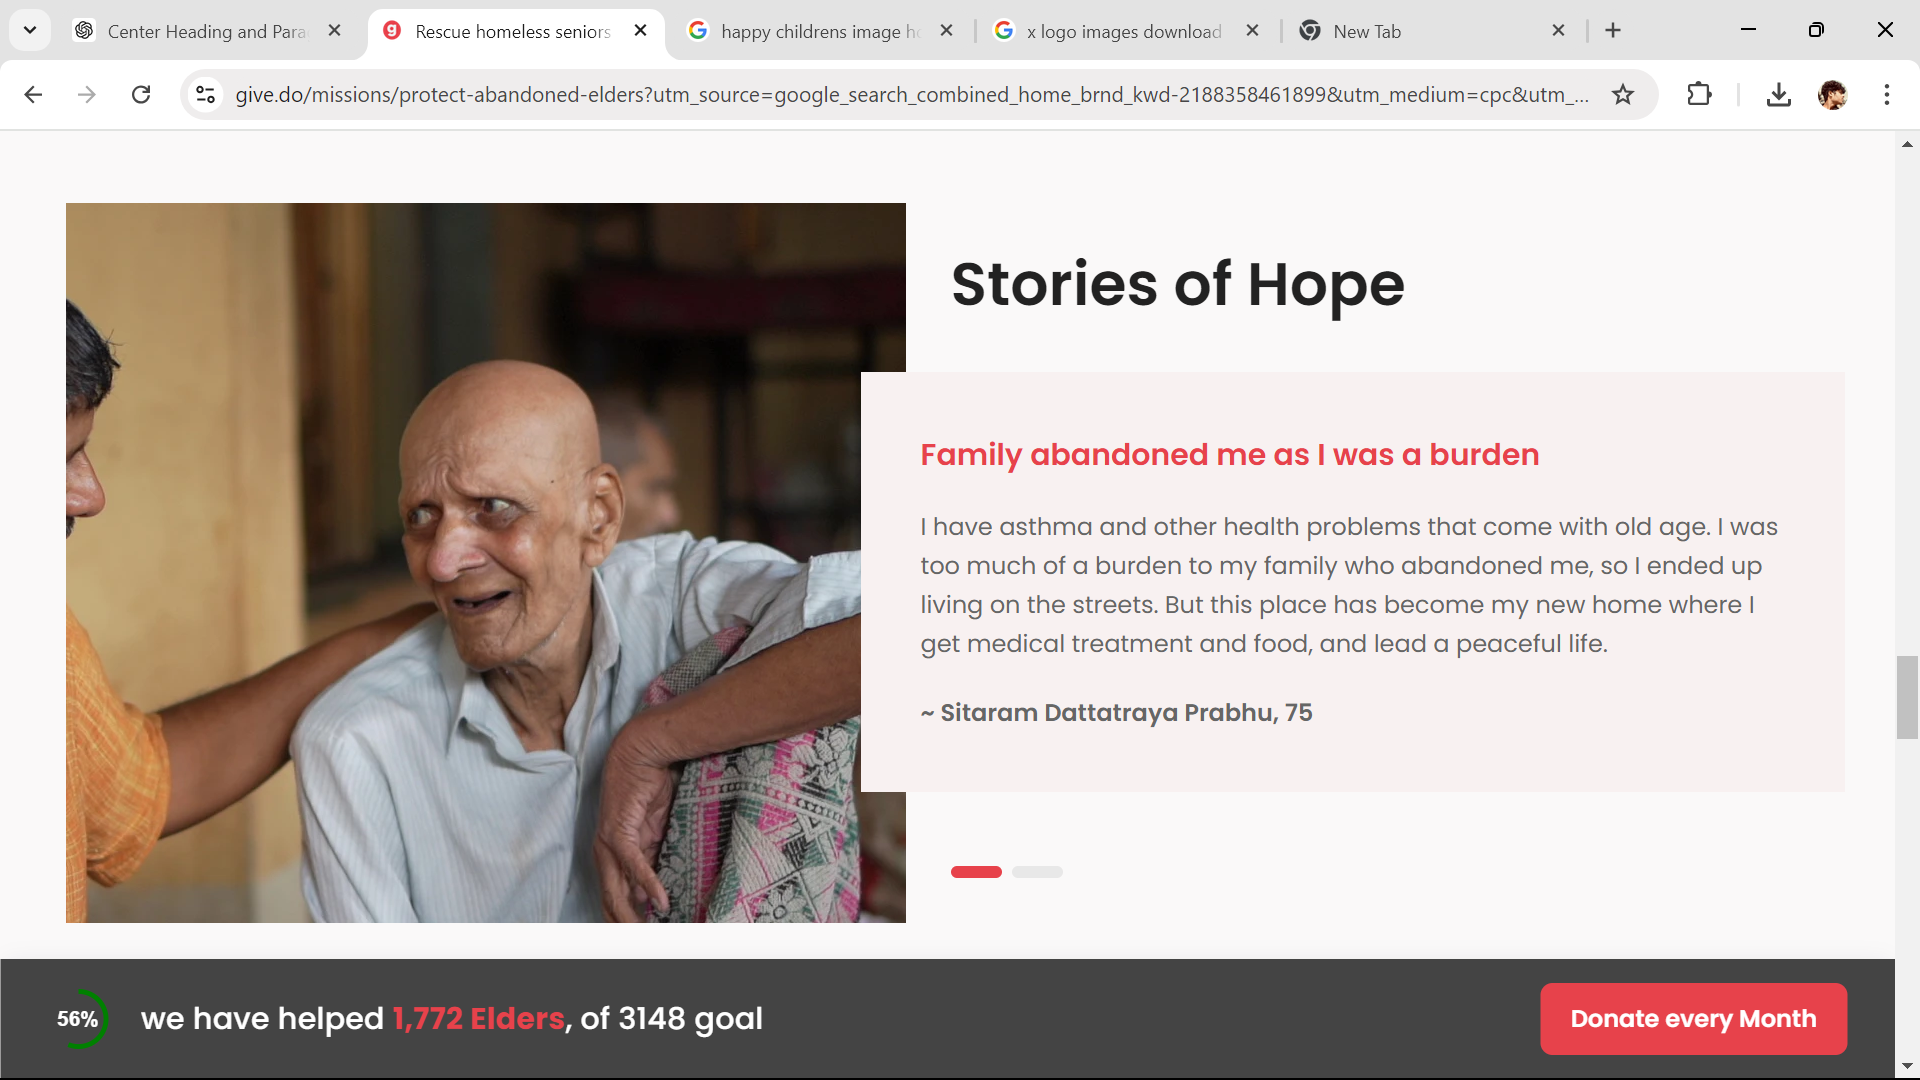 Center Heading and Para
Rescue homeless seniors
happy childrens image h
x logo images download
New Tab
give.do/missions/protect-abandoned-elders?utm_source=google_search_combined_home_brnd_kwd-2188358461899&utm_medium=cpc&utm_...
Stories of Hope
Family abandoned me as I was a burden
I have asthma and other health problems that come with old age. I was
too much of a burden to my family who abandoned me, so I ended up
living on the streets. But this place has become my new home where I
get medical treatment and food, and lead a peaceful life.
~ Sitaram Dattatraya Prabhu, 75
56%
we have helped 1,772 Elders, of 3148 goal
Donate every Month